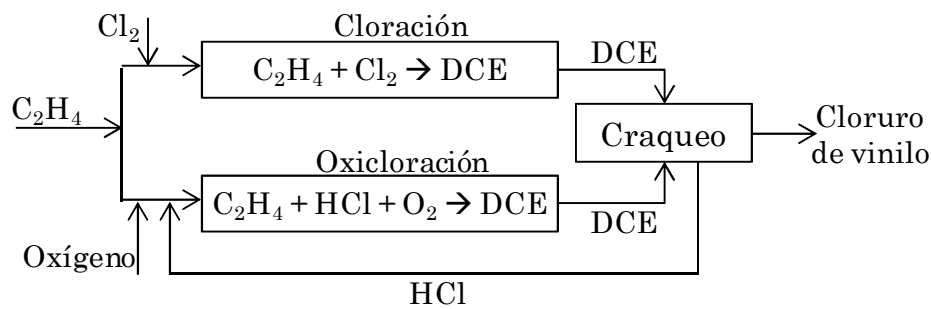 Cl₂
Cloración
C₂H₄ + Cl₂ → DCE
DCE
C₂H₄
Craqueo
Cloruro
de vinilo
Oxicloración
C₂H₄ + HCl + O₂ → DCE
DCE
Oxígeno
HCl